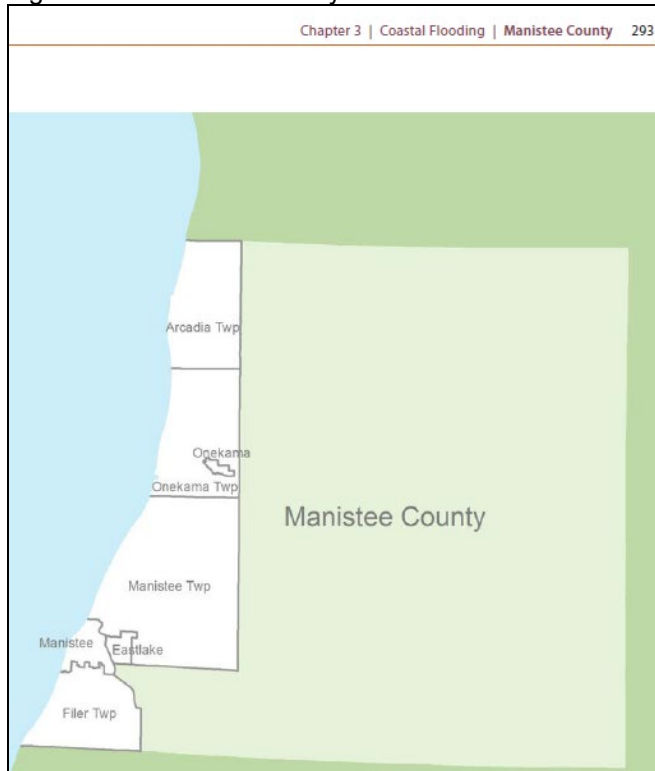 Chapter 3 | Coastal Flooding | Manistee County 293
Arcadia Twp
Onekama
Onekama Twp
Manistee County
Manistee Twp
Manistee
Eastlake
Filer Twp